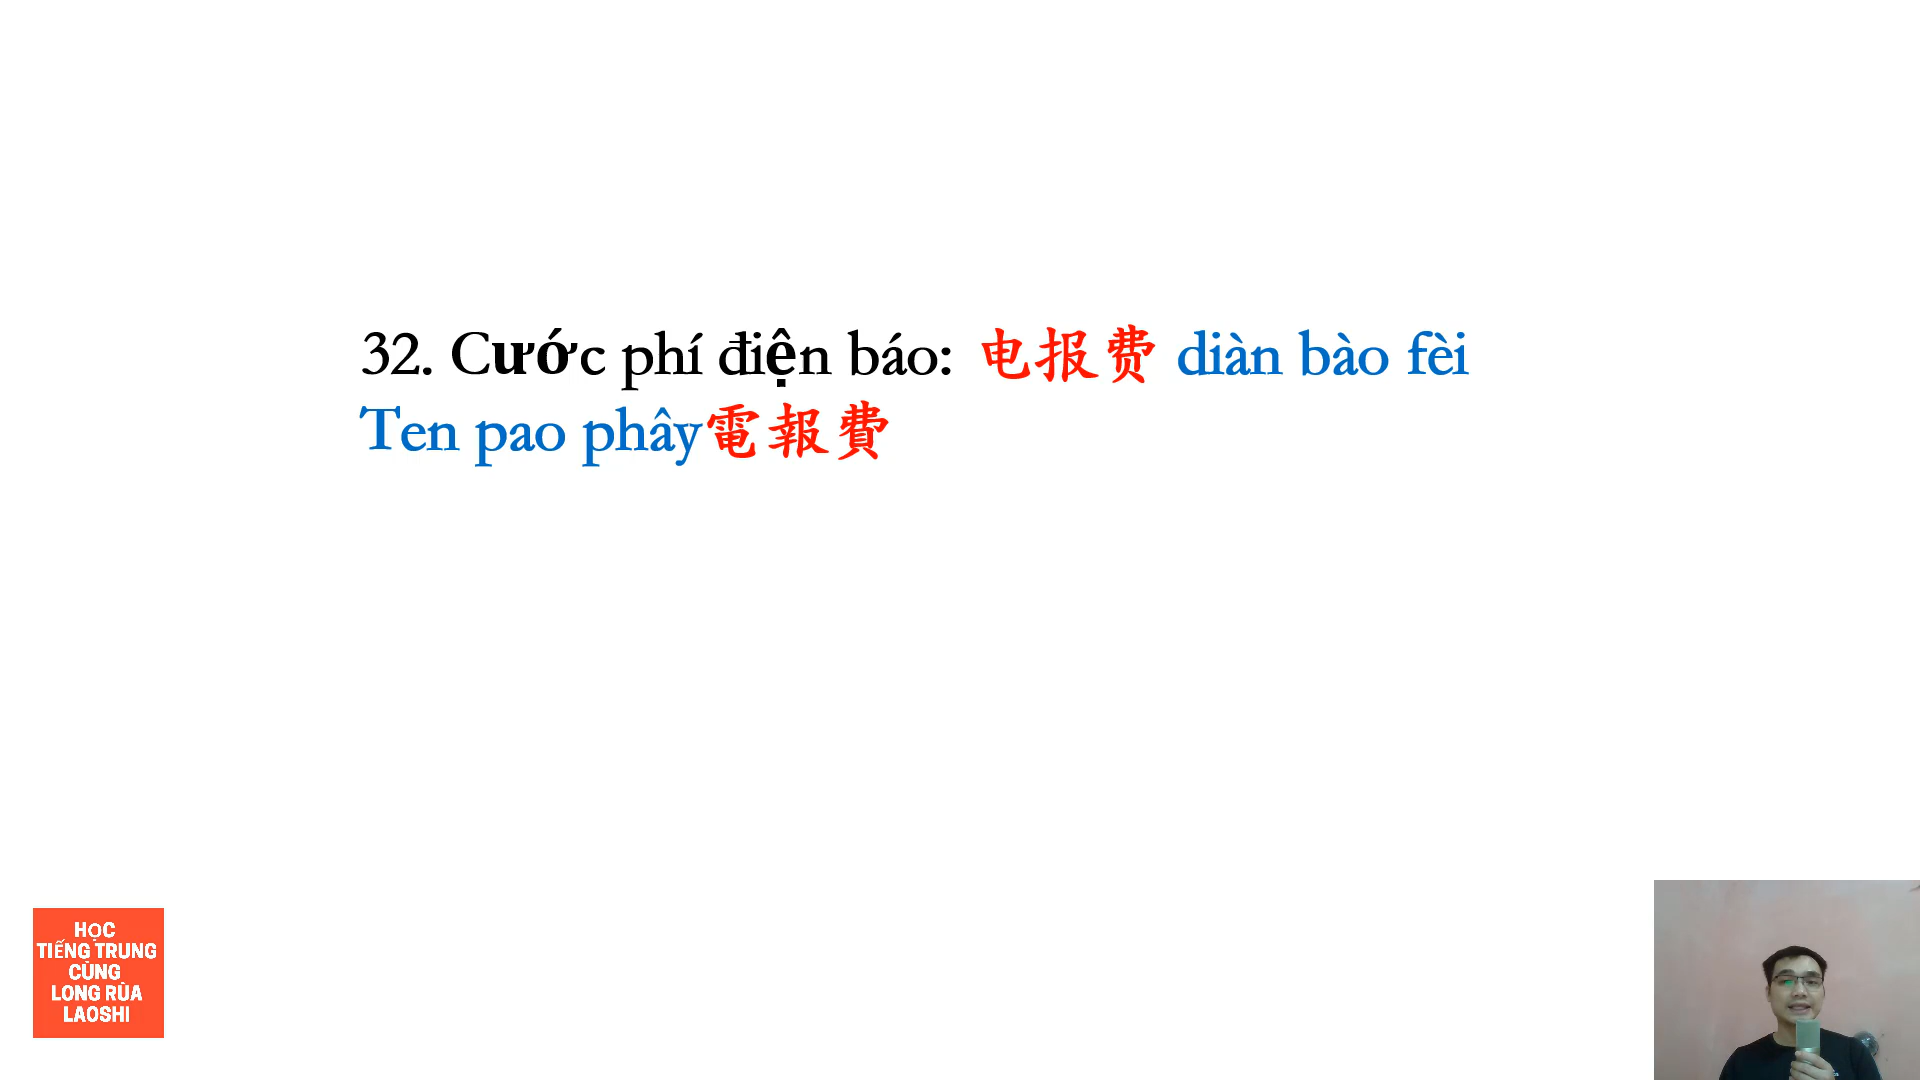 32. Cước phí điện báo: 电报费 diàn bào fèi
Ten pao phây電報費
HỌC
TIẾNG TRUNG
CÙNG
LONG RÙA
LAOSHI